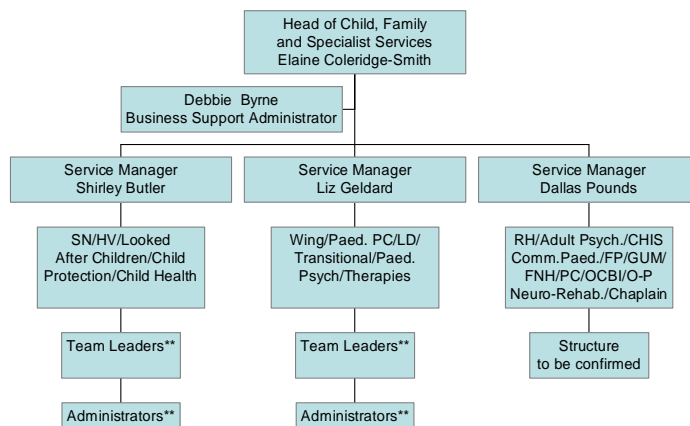 Head of Child, Family
and Specialist Services
Elaine Coleridge-Smith
Debbie Byrne
Business Support Administrator
Service Manager
Shirley Butler
Service Manager
Liz Geldard
Service Manager
Dallas Pounds
SN/HV/Looked
After Children/Child
Protection/Child Health
Wing/Paed. PC/LD/
Transitional/Paed.
Psych/Therapies
RH/Adult Psych./CHIS
Comm.Paed./FP/GUM/
FNH/PC/OCBI/O-P
Neuro-Rehab./Chaplain
Team Leaders**
Team Leaders**
Structure
to be confirmed
Administrators**
Administrators**